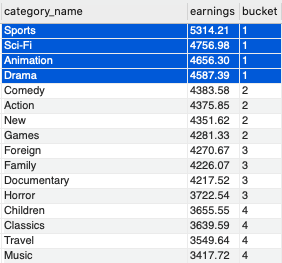 category_name earnings bucket
Sports 5314.21 1
Sci-Fi 4756.98 1
Animation 4656.30 1
Drama 4587.39 1
Comedy 4383.58 2
Action 4375.85 2
New 4351.62 2
Games 4281.33 2
Foreign 4270.67 3
Family 4226.07 3
Documentary 4217.52 3
Horror 3722.54 3
Children 3655.55 4
Classics 3639.59 4
Travel 3549.64 4
Music 3417.72 4